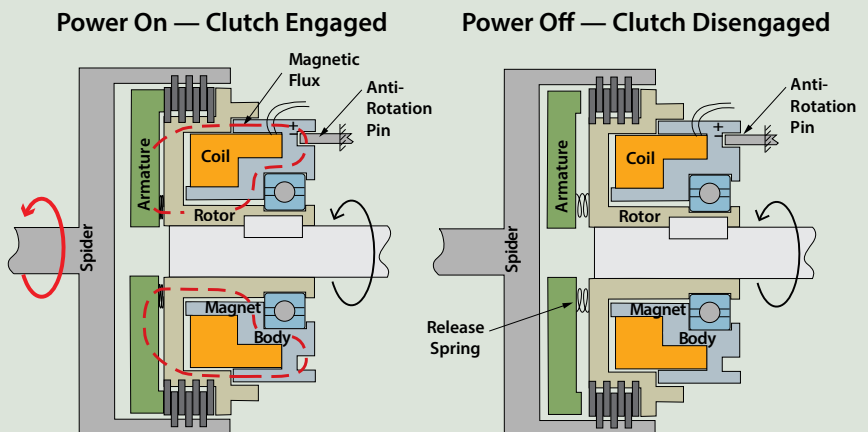 Power On — Clutch Engaged
Magnetic
Flux
Anti-
Rotation
Pin
+
–
Coil
Armature
Rotor
Spider
Magnet
Body
Power Off — Clutch Disengaged
Anti-
Rotation
Pin
+
–
Coil
Armature
Rotor
Spider
Magnet
Body
Release
Spring